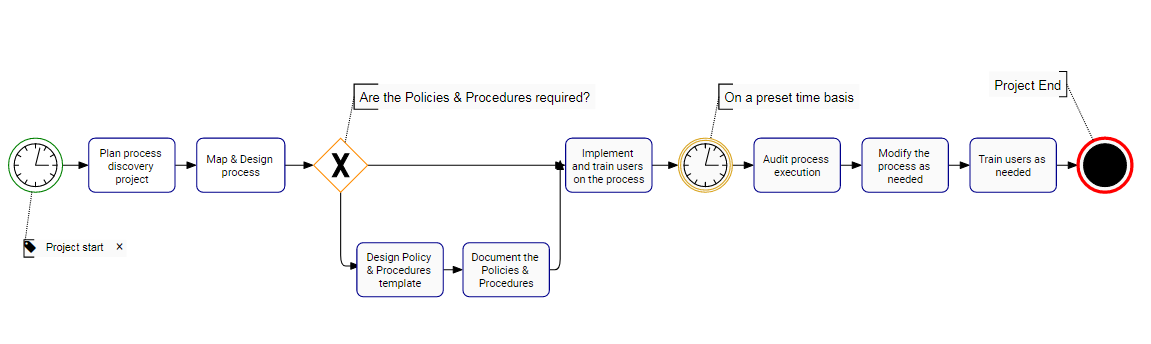 Project End
Are the Policies & Procedures required?
On a preset time basis
Plan process
discovery
project
Map & Design
process
X
Implement
and train users
on the process
Audit process
execution
Modify the
process as
needed
Train users as
needed
Project start x
Design Policy
& Procedures
template
Document the
Policies &
Procedures